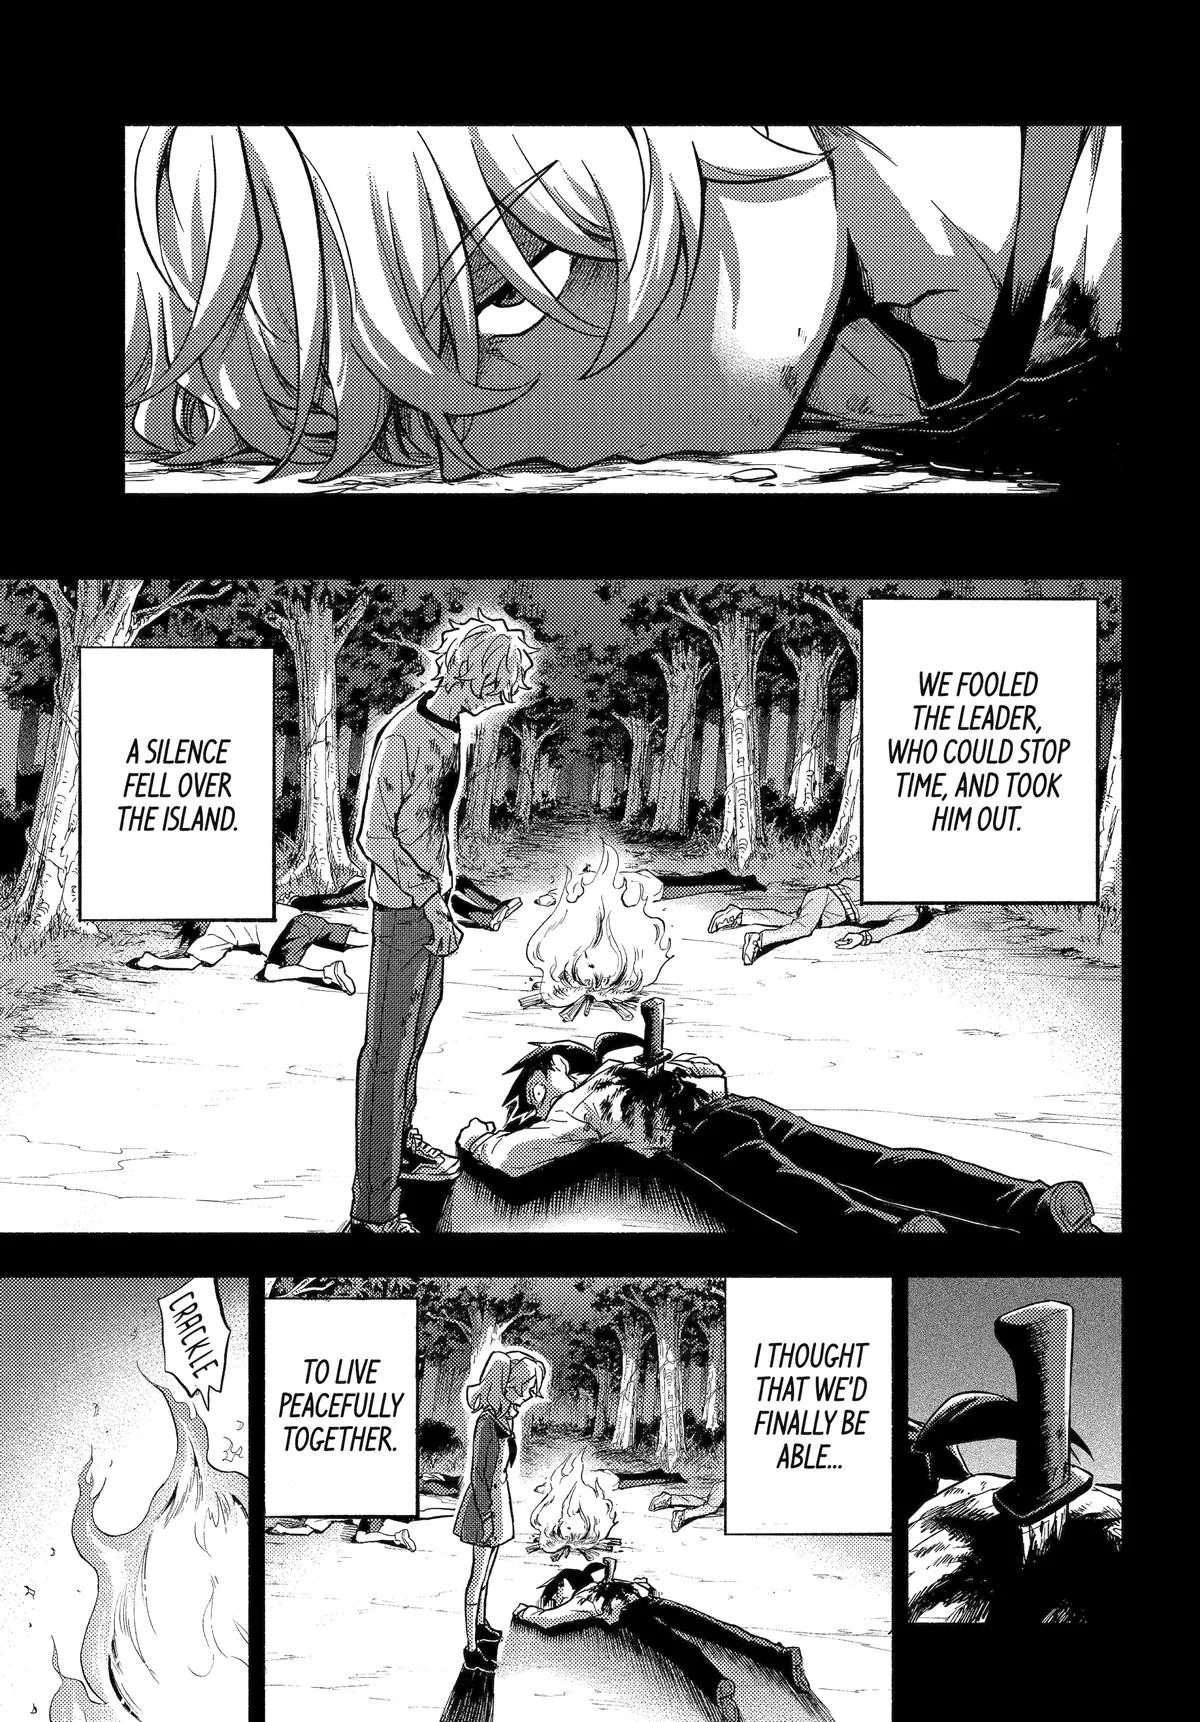 WE FOOLED
THE LEADER,
WHO COULD STOP
TIME, AND TOOK
HIM OUT.
A SILENCE
FELL OVER
THE ISLAND.
I THOUGHT
THAT WE'D
FINALLY BE
ABLE...
TO LIVE
PEACEFULLY
TOGETHER.
CRACKLE